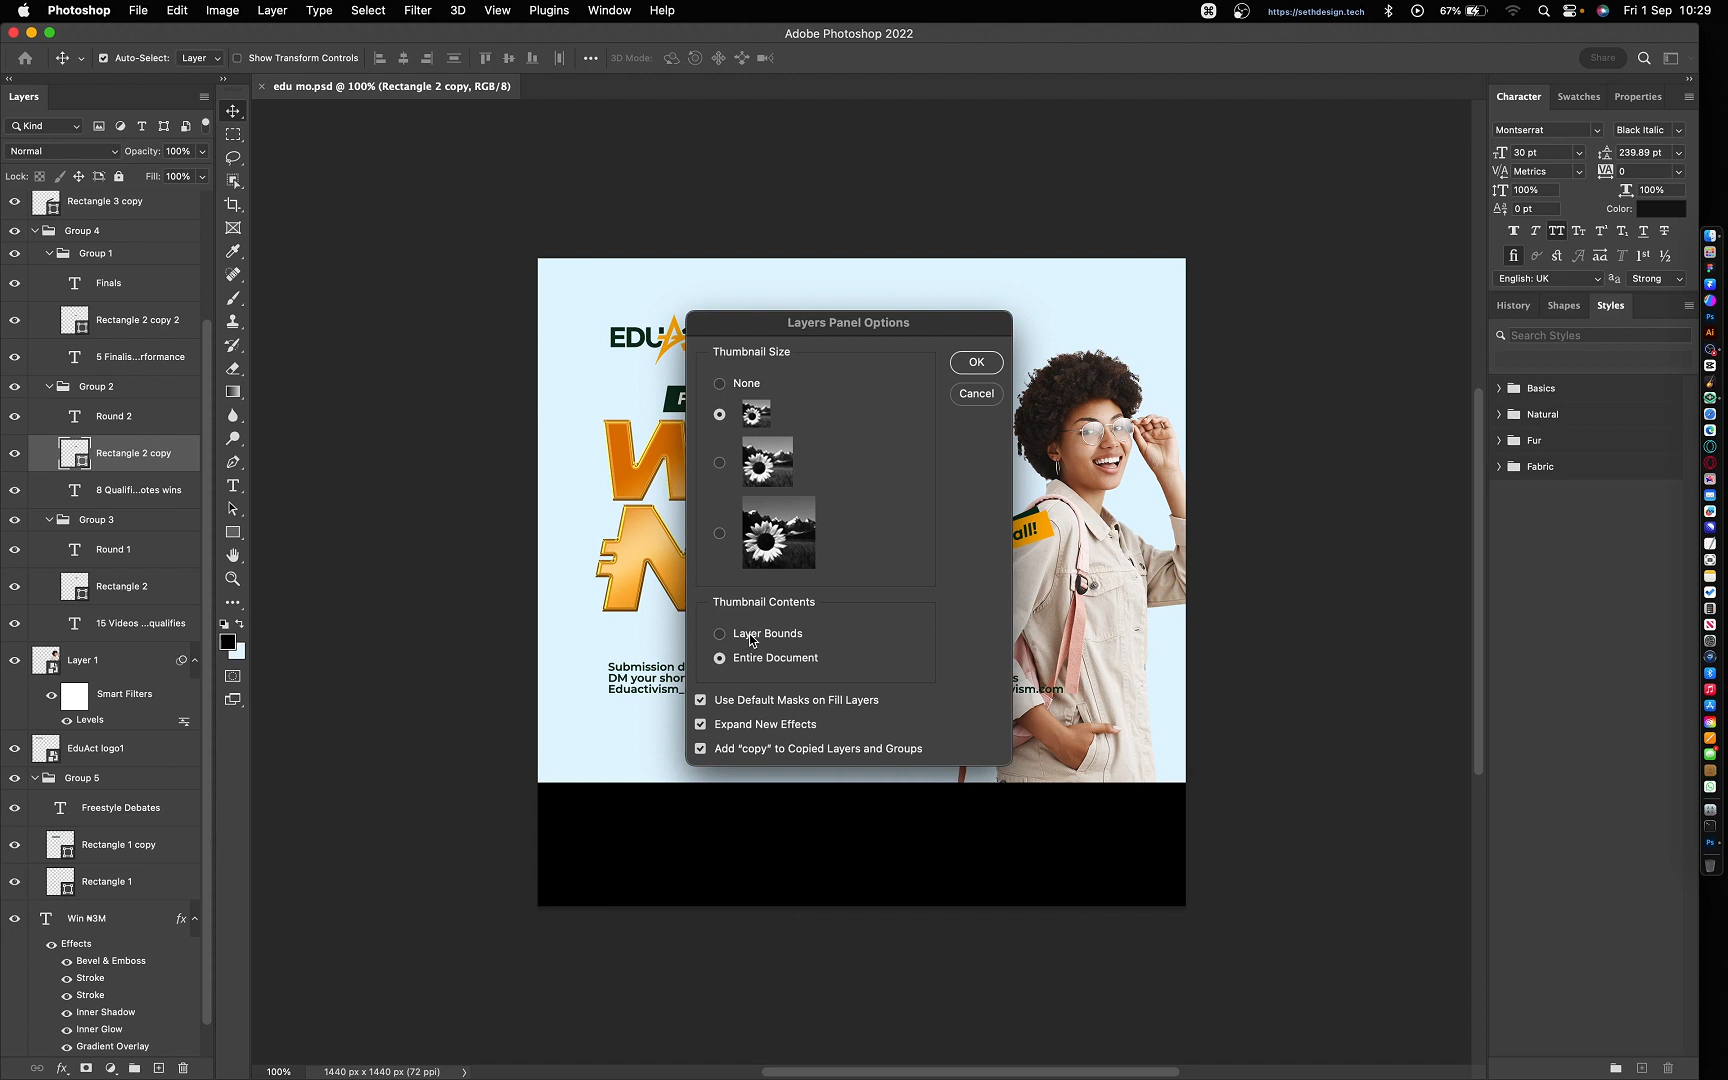 Photoshop File Edit Image Layer Type Select Filter 3D View Plugins Window Help https://sethdesign.tech 67% Fri 1 Sep 10:29
Adobe Photoshop 2022
Auto-Select: Layer Show Transform Controls 3D Mode: Share
Layers
edu mo.psd @ 100% (Rectangle 2 copy, RGB/8)
Kind
Normal Opacity: 100%
Lock: Fill: 100%
Rectangle 3 copy
Group 4
Group 1
Finals
Rectangle 2 copy 2
5 Finalis...rformance
Group 2
Round 2
Rectangle 2 copy
8 Qualifi...otes wins
Group 3
Round 1
Rectangle 2
15 Videos ...qualifies
Layer 1
Smart Filters
Levels
EduAct logo1
Group 5
Freestyle Debates
Rectangle 1 copy
Rectangle 1
Win ₦3M fx
Effects
Bevel & Emboss
Stroke
Stroke
Inner Shadow
Inner Glow
Gradient Overlay
EDU
W
₦
all!
Submission d
DM your shor
Eduactivism_
s
ism.com
Layers Panel Options
Thumbnail Size
None
OK
Cancel
Thumbnail Contents
Layer Bounds
Entire Document
Use Default Masks on Fill Layers
Expand New Effects
Add “copy” to Copied Layers and Groups
100% 1440 px x 1440 px (72 ppi)
Character Swatches Properties
Montserrat Black Italic
30 pt 239.89 pt
Metrics 0
100% 100%
0 pt Color:
English: UK Strong
History Shapes Styles
Search Styles
Basics
Natural
Fur
Fabric